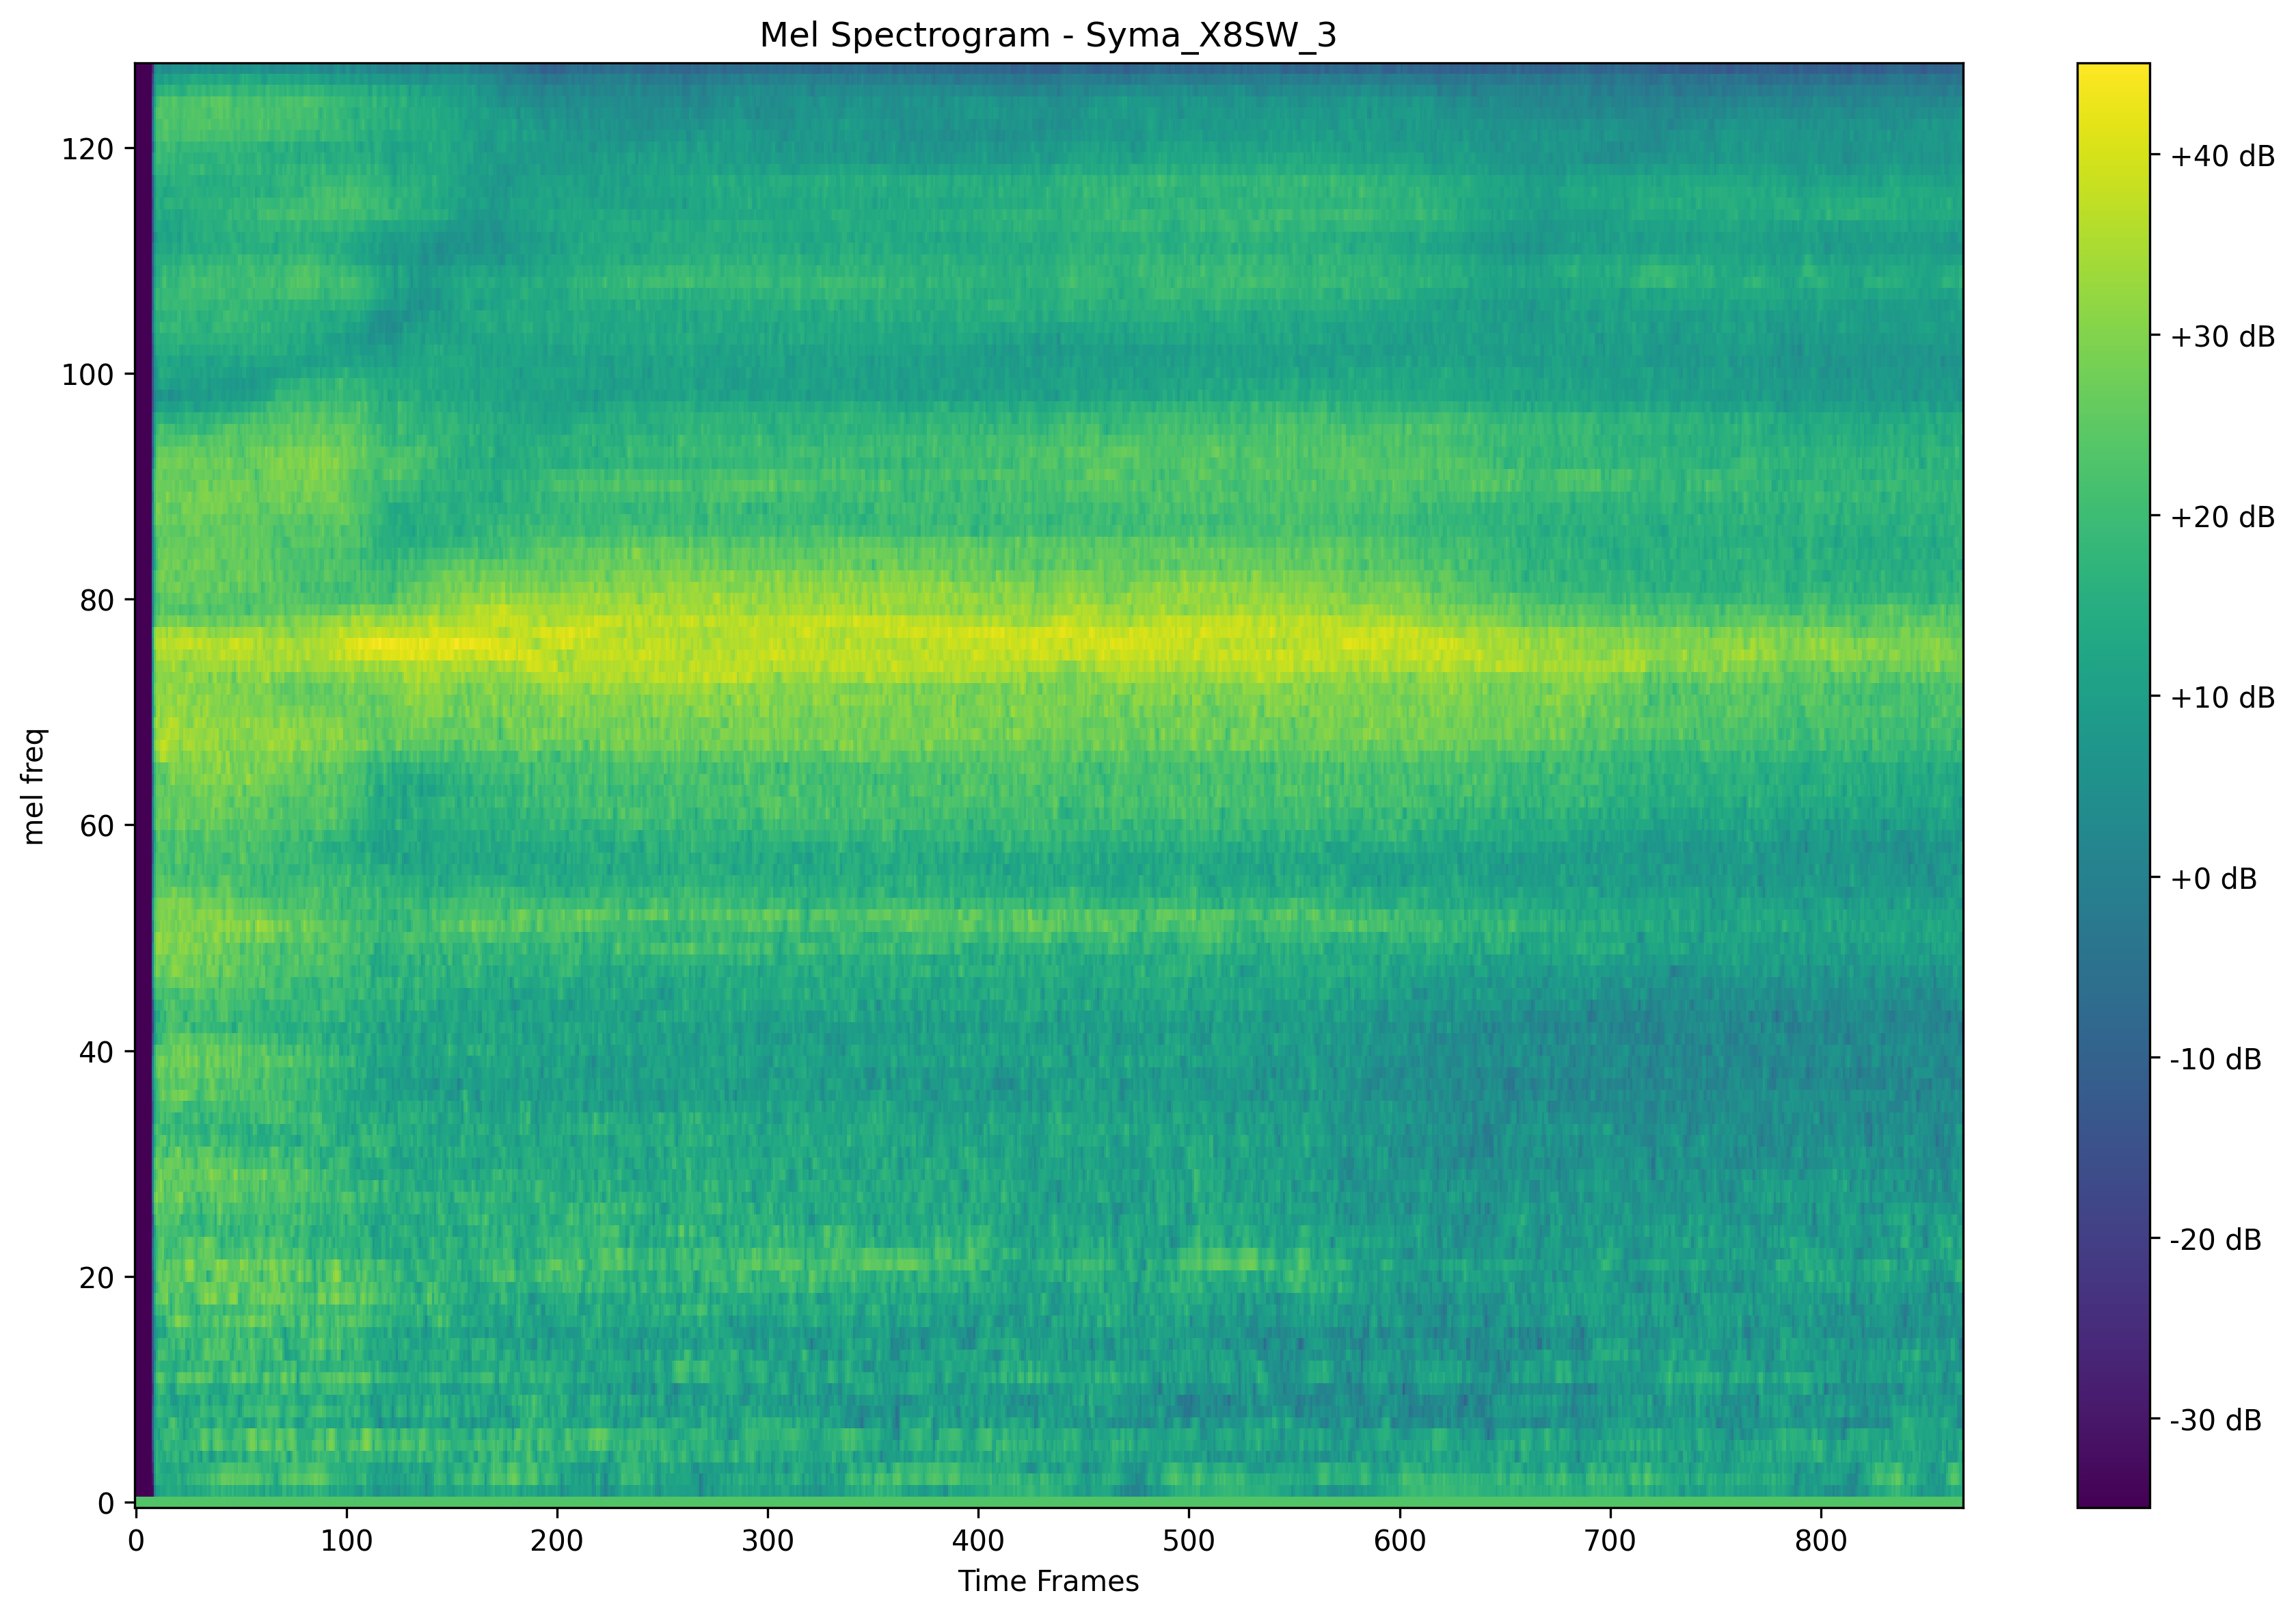 Mel Spectrogram - Syma_X8SW_3
mel freq
120
100
80
60
40
20
0
0 100 200 300 400 500 600 700 800
Time Frames
+40 dB
+30 dB
+20 dB
+10 dB
+0 dB
-10 dB
-20 dB
-30 dB